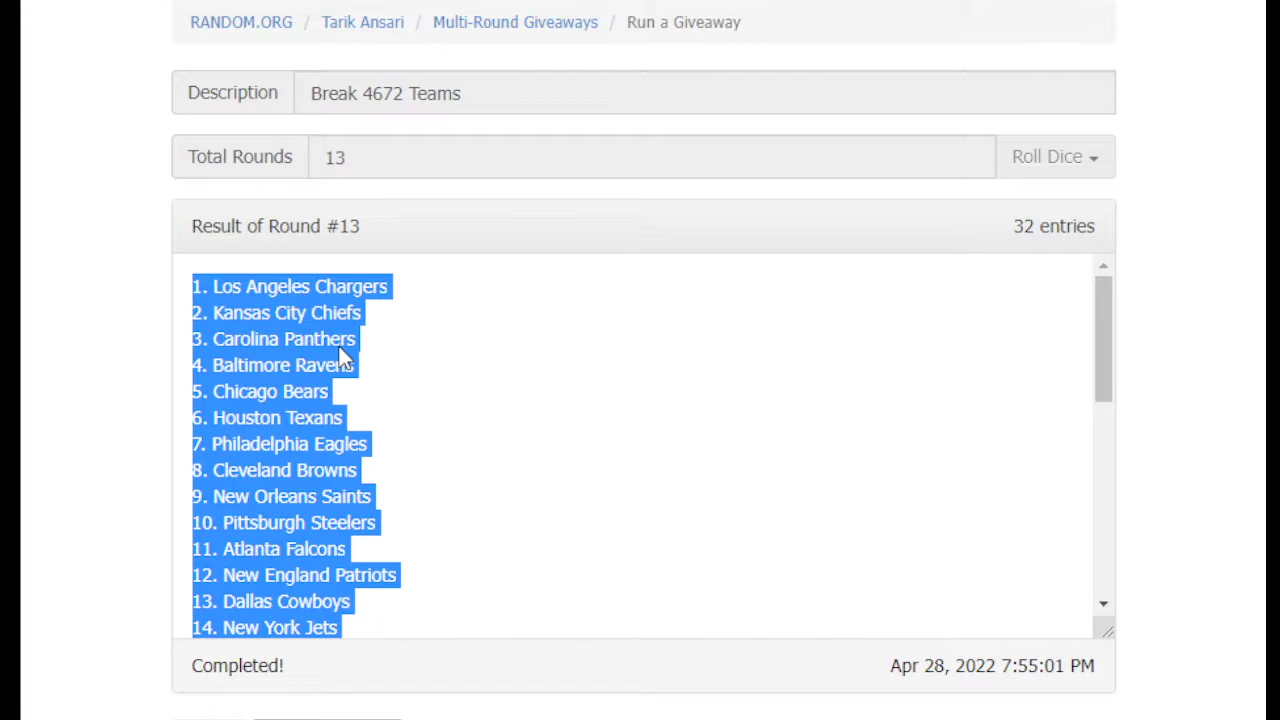 RANDOM.ORG / Tarik Ansari / Multi-Round Giveaways / Run a Giveaway
Description Break 4672 Teams
Total Rounds 13 Roll Dice
Result of Round #13 32 entries
1. Los Angeles Chargers
2. Kansas City Chiefs
3. Carolina Panthers
4. Baltimore Ravens
5. Chicago Bears
6. Houston Texans
7. Philadelphia Eagles
8. Cleveland Browns
9. New Orleans Saints
10. Pittsburgh Steelers
11. Atlanta Falcons
12. New England Patriots
13. Dallas Cowboys
14. New York Jets
Completed! Apr 28, 2022 7:55:01 PM